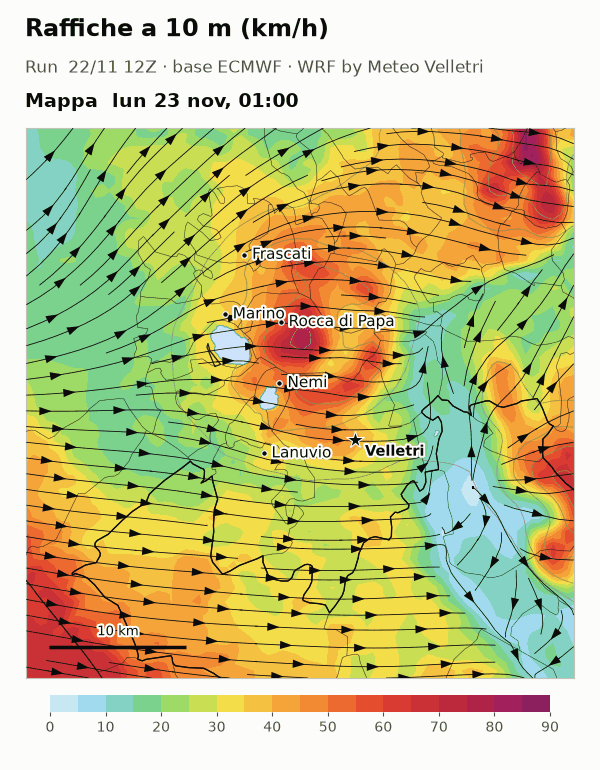 Raffiche a 10 m (km/h)
Run  22/11 12Z · base ECMWF · WRF by Meteo Velletri
Mappa  lun 23 nov, 01:00
Frascati
Marino
Rocca di Papa
Nemi
Velletri
Lanuvio
10 km
0 10 20 30 40 50 60 70 80 90